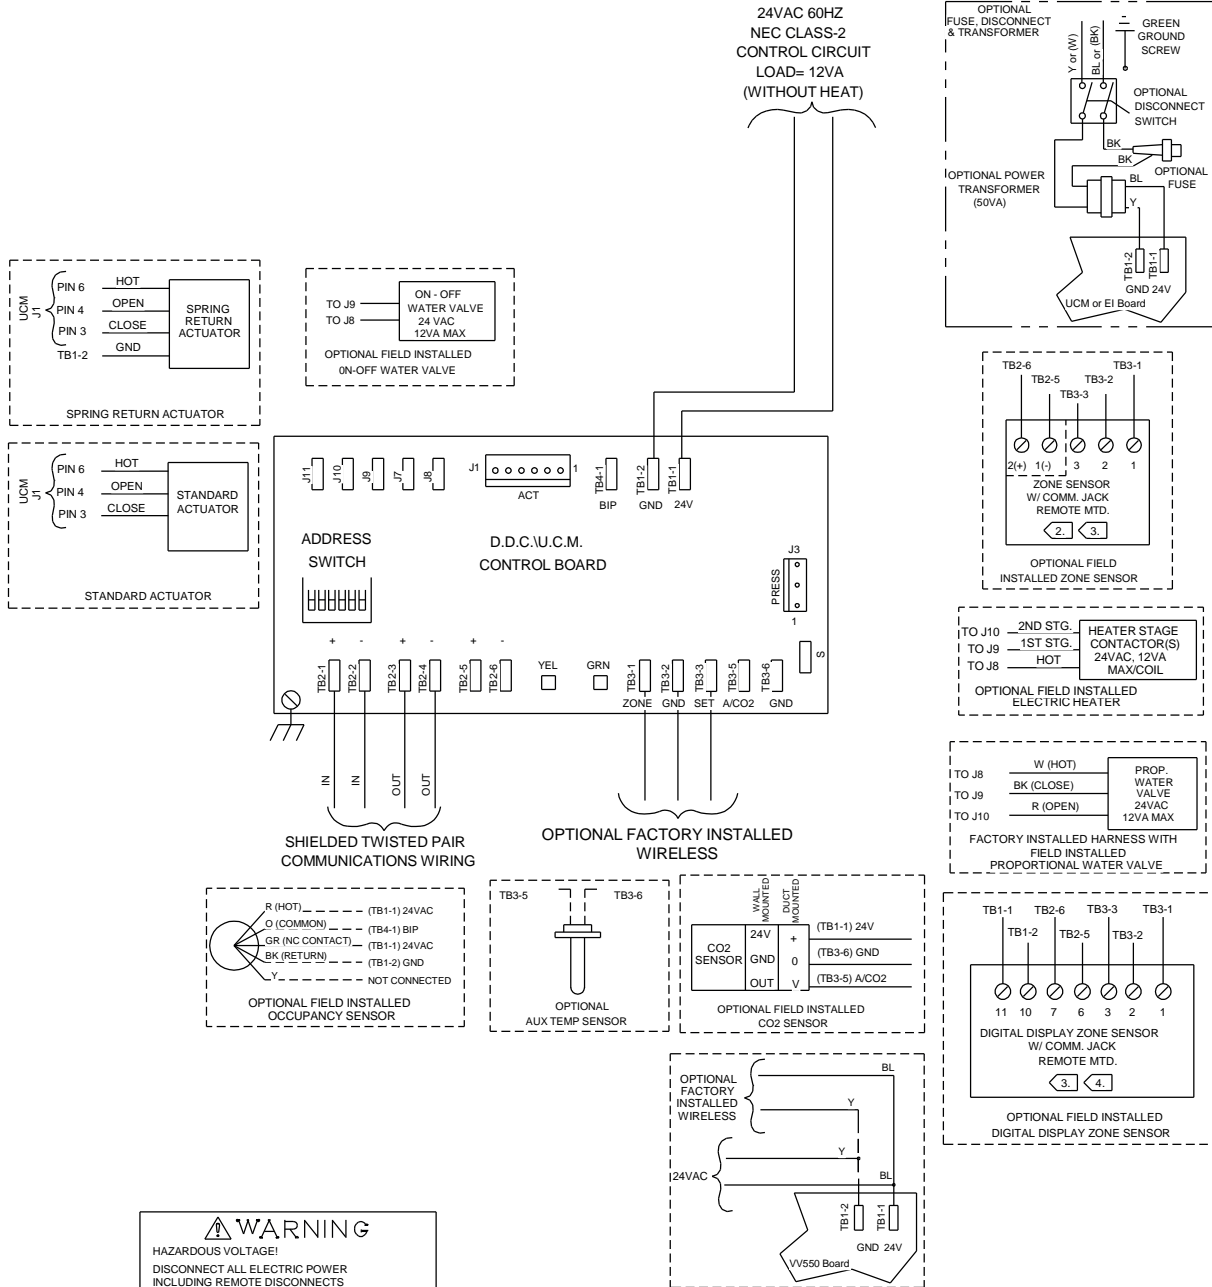 24VAC 60HZ
NEC CLASS-2
CONTROL CIRCUIT
LOAD= 12VA
(WITHOUT HEAT)
OPTIONAL
FUSE, DISCONNECT
& TRANSFORMER
Y or (W)
BL or (BK)
GREEN
GROUND
SCREW
OPTIONAL
DISCONNECT
SWITCH
BK
BK
OPTIONAL
FUSE
BL
Y
OPTIONAL POWER
TRANSFORMER
(50VA)
TB1-2
TB1-1
GND 24V
UCM or EI Board
UCM
J1
PIN 6 HOT
PIN 4 OPEN
PIN 3 CLOSE
TB1-2 GND
SPRING
RETURN
ACTUATOR
SPRING RETURN ACTUATOR
TO J9
TO J8
ON - OFF
WATER VALVE
24 VAC
12VA MAX
OPTIONAL FIELD INSTALLED
0N-OFF WATER VALVE
UCM
J1
PIN 6 HOT
PIN 4 OPEN
PIN 3 CLOSE
STANDARD
ACTUATOR
STANDARD ACTUATOR
J11
J10
J9
J7
J8
J1
1
ACT
TB4-1
BIP
TB1-2
GND
TB1-1
24V
ADDRESS
SWITCH
D.D.C.\U.C.M.
CONTROL BOARD
J3
PRESS
1
S
+ - + - + -
TB2-1
TB2-2
TB2-3
TB2-4
TB2-5
TB2-6
YEL
GRN
TB3-1
TB3-2
TB3-3
TB3-5
TB3-6
ZONE GND SET A/CO2 GND
IN
IN
OUT
OUT
SHIELDED TWISTED PAIR
COMMUNICATIONS WIRING
OPTIONAL FACTORY INSTALLED
WIRELESS
TB2-6
TB2-5
TB3-3
TB3-2
TB3-1
2(+) 1(-) 3 2 1
ZONE SENSOR
W/ COMM. JACK
REMOTE MTD.
2. 3.
OPTIONAL FIELD
INSTALLED ZONE SENSOR
TO J10 2ND STG.
TO J9 1ST STG.
TO J8 HOT
HEATER STAGE
CONTACTOR(S)
24VAC, 12VA
MAX/COIL
OPTIONAL FIELD INSTALLED
ELECTRIC HEATER
TO J8 W (HOT)
TO J9 BK (CLOSE)
TO J10 R (OPEN)
PROP.
WATER
VALVE
24VAC
12VA MAX
FACTORY INSTALLED HARNESS WITH
FIELD INSTALLED
PROPORTIONAL WATER VALVE
R (HOT) (TB1-1) 24VAC
O (COMMON) (TB4-1) BIP
GR (NC CONTACT) (TB1-1) 24VAC
BK (RETURN) (TB1-2) GND
Y NOT CONNECTED
OPTIONAL FIELD INSTALLED
OCCUPANCY SENSOR
TB3-5 TB3-6
OPTIONAL
AUX TEMP SENSOR
WALL
MOUNTED
DUCT
MOUNTED
CO2
SENSOR
24V + (TB1-1) 24V
GND 0 (TB3-6) GND
OUT V (TB3-5) A/CO2
OPTIONAL FIELD INSTALLED
CO2 SENSOR
TB1-1 TB2-6 TB3-3 TB3-1
TB1-2 TB2-5 TB3-2
11 10 7 6 3 2 1
DIGITAL DISPLAY ZONE SENSOR
W/ COMM. JACK
REMOTE MTD.
3. 4.
OPTIONAL FIELD INSTALLED
DIGITAL DISPLAY ZONE SENSOR
OPTIONAL
FACTORY
INSTALLED
WIRELESS
BL
Y
24VAC
Y
BL
TB1-2
TB1-1
GND 24V
VV550 Board
WARNING
HAZARDOUS VOLTAGE!
DISCONNECT ALL ELECTRIC POWER
INCLUDING REMOTE DISCONNECTS